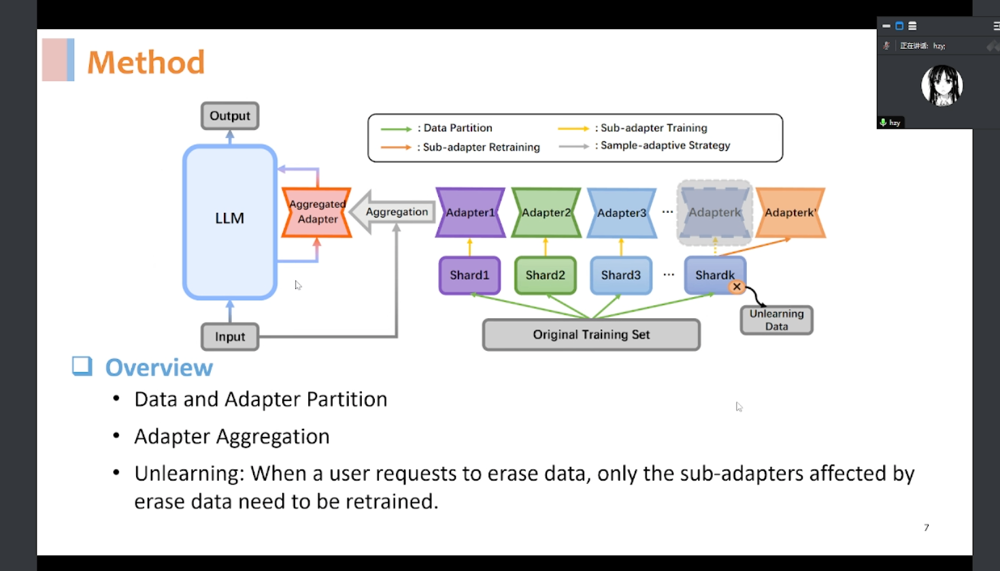 正在讲话: hzy;
hzy
Method
Output
LLM
Input
Aggregated
Adapter
Aggregation
: Data Partition
: Sub-adapter Training
: Sub-adapter Retraining
: Sample-adaptive Strategy
Adapter1
Adapter2
Adapter3
...
Adapterk
Adapterk'
Shard1
Shard2
Shard3
...
Shardk
Unlearning
Data
Original Training Set
Overview
• Data and Adapter Partition
• Adapter Aggregation
• Unlearning: When a user requests to erase data, only the sub-adapters affected by
erase data need to be retrained.
7